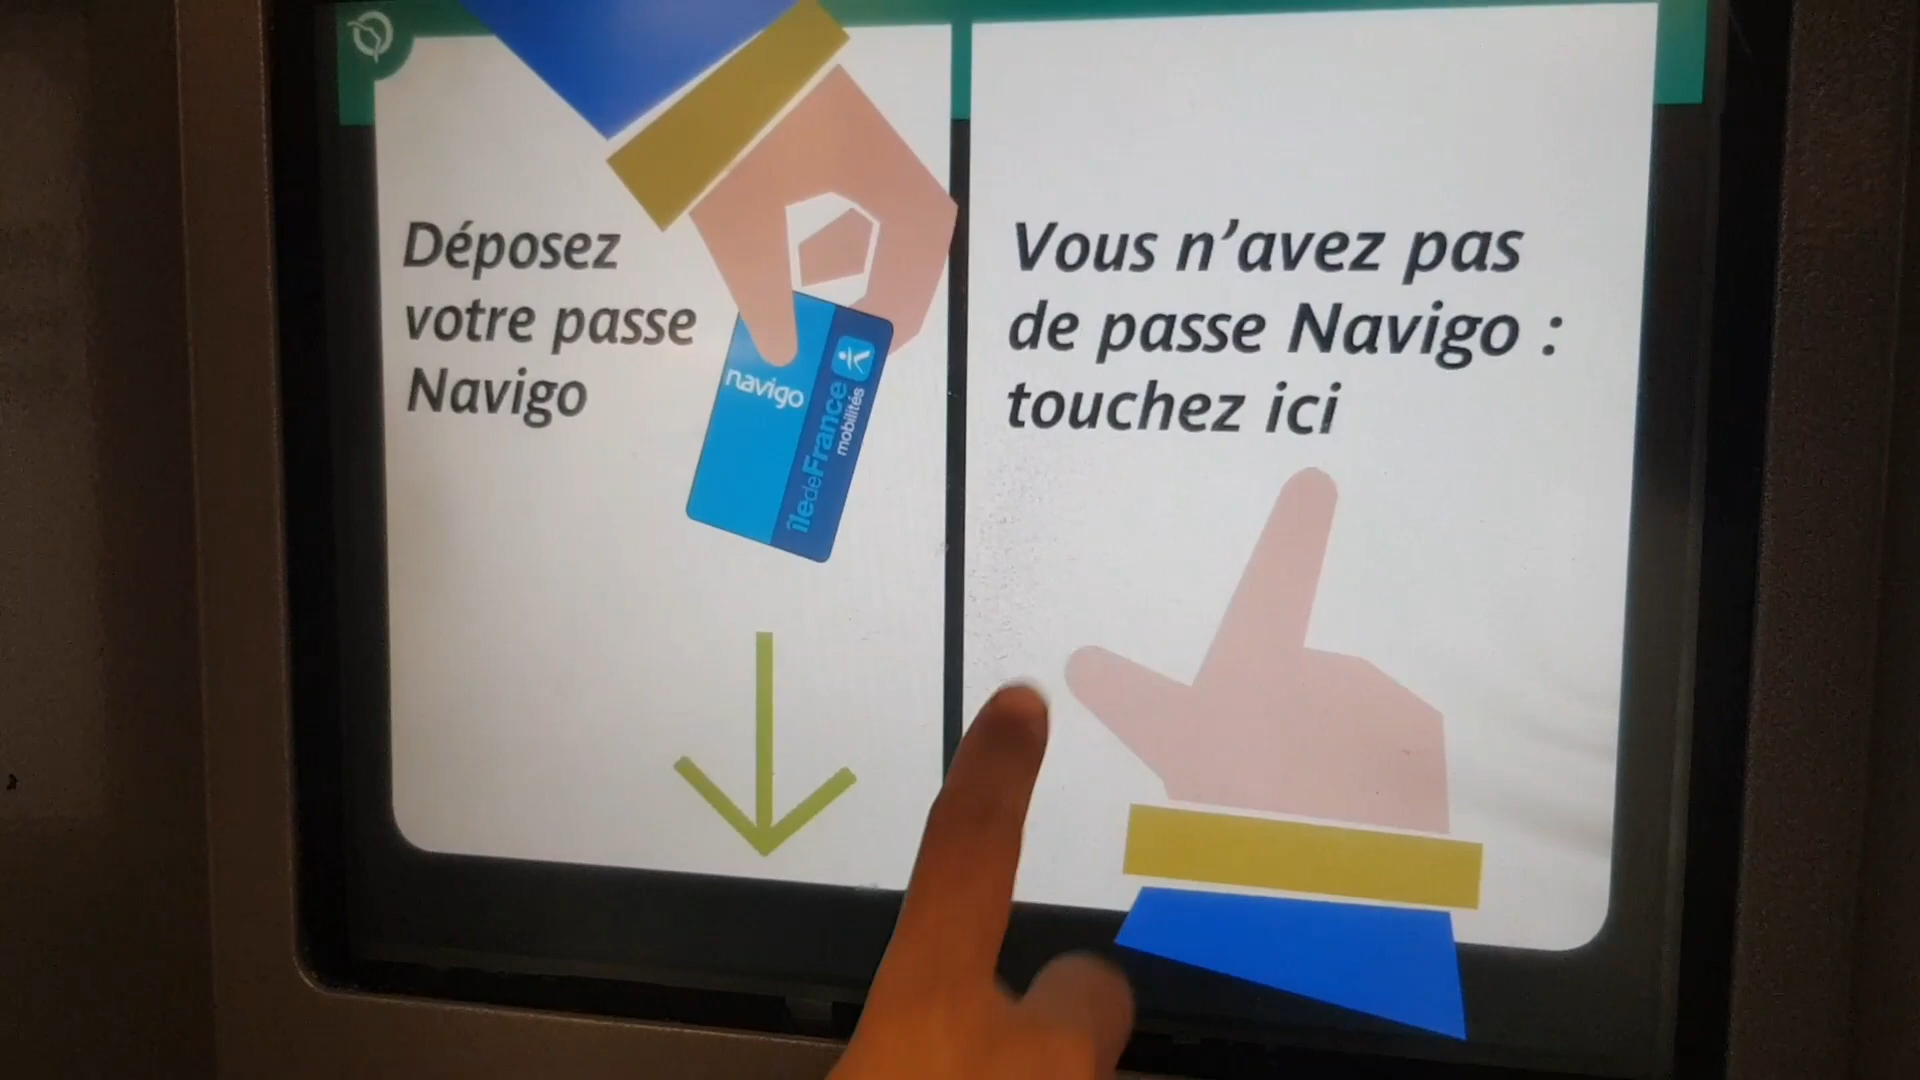 Déposez
votre passe
Navigo
navigo
îledeFrance
mobilités
Vous n’avez pas
de passe Navigo :
touchez ici